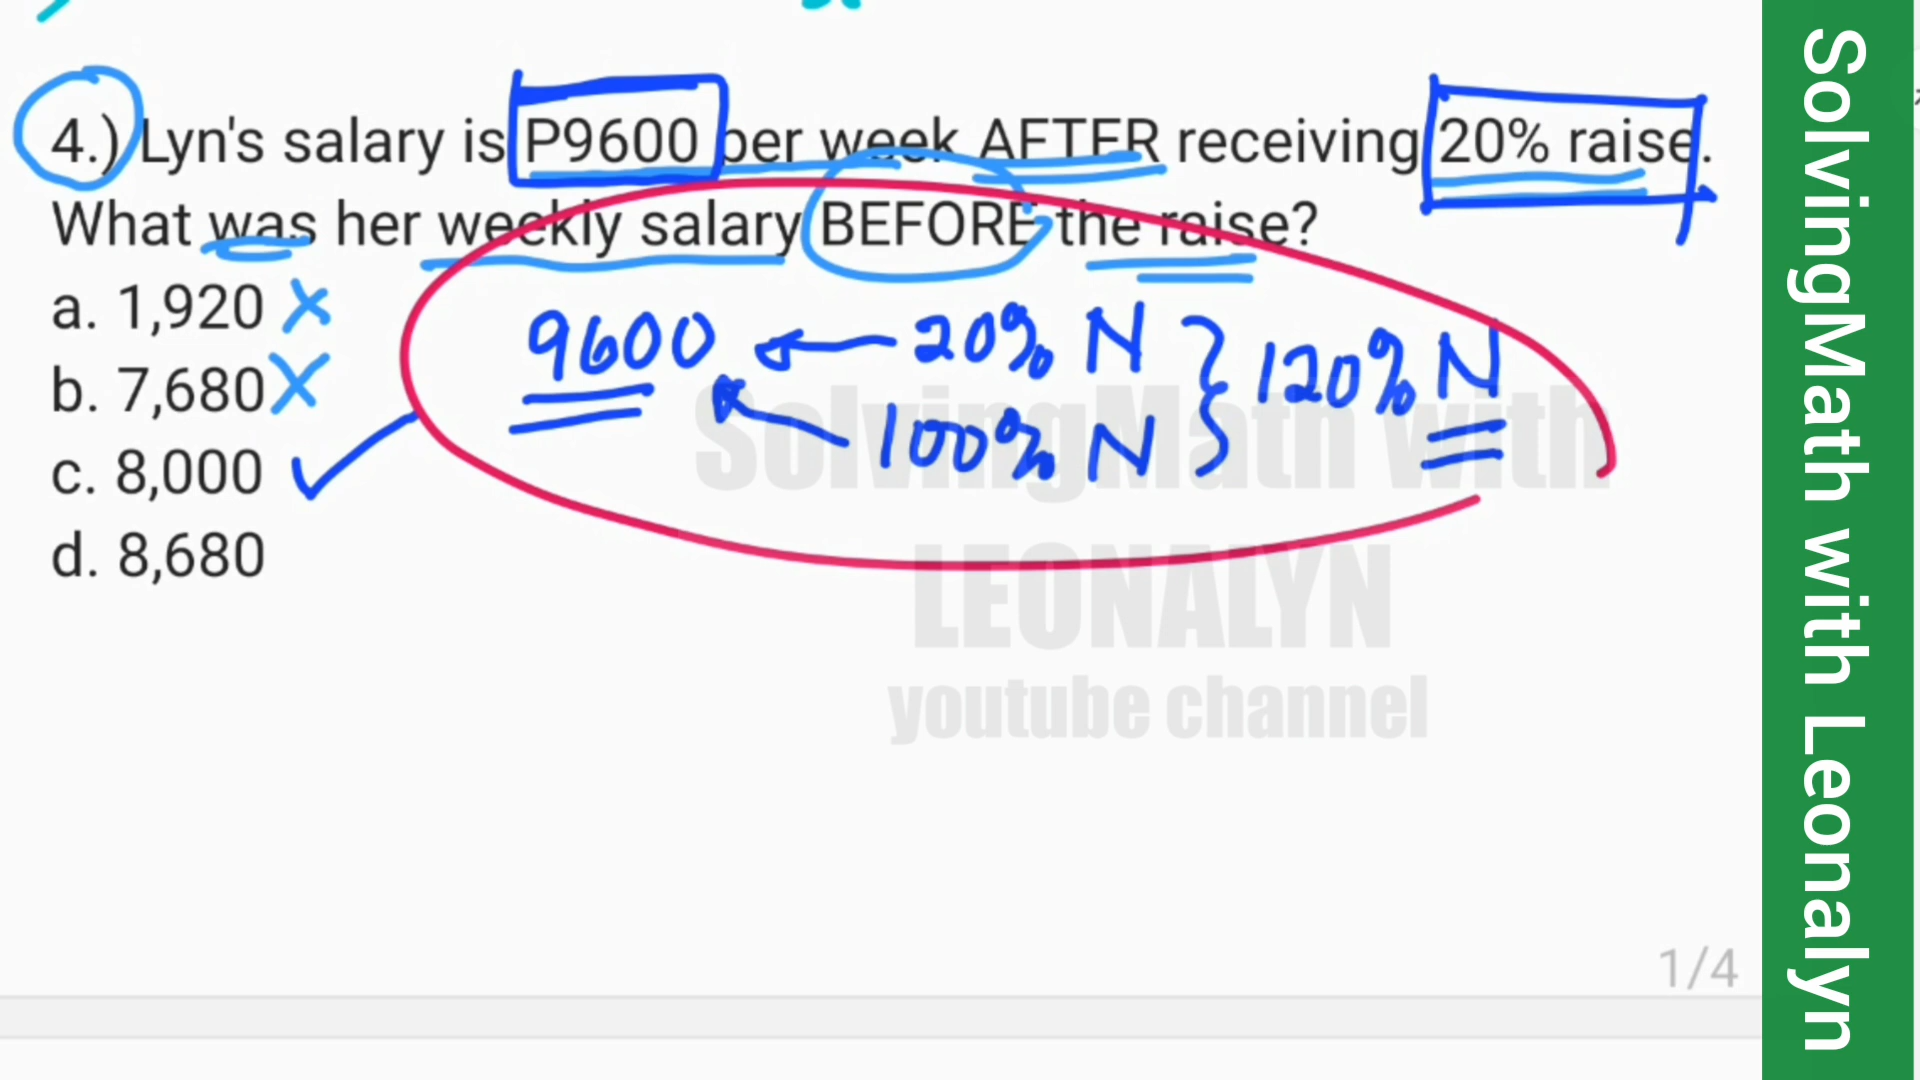 4.) Lyn's salary is P9600 per week AFTER receiving 20% raise.
What was her weekly salary BEFORE the raise?
a. 1,920 X
b. 7,680 X
c. 8,000 ✓
d. 8,680
9600 ← 20% N } 120% N
100% N
SolvingMath with
LEONALYN
youtube channel
1/4
SolvingMath with Leonalyn